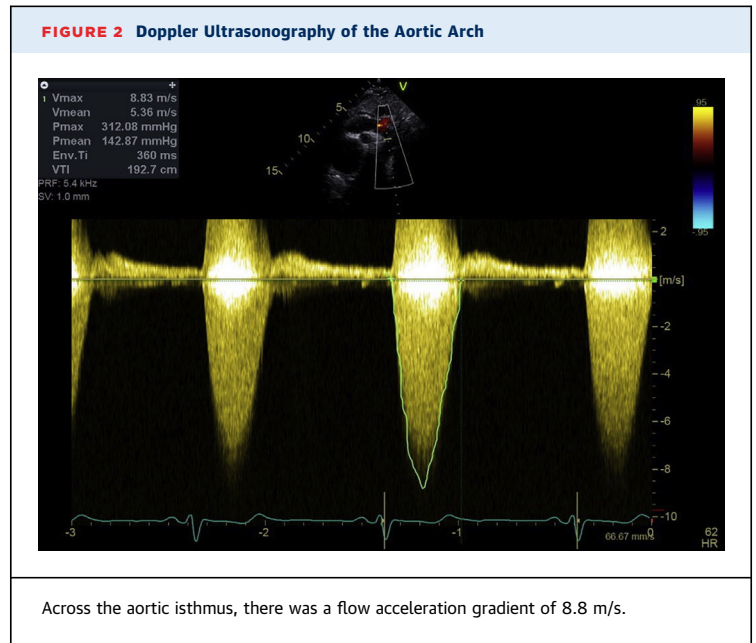 FIGURE 2 Doppler Ultrasonography of the Aortic Arch
1 Vmax 8.83 m/s
Vmean 5.36 m/s
Pmax 312.08 mmHg
Pmean 142.87 mmHg
Env.Ti 360 ms
VTI 192.7 cm
PRF: 5.4 kHz
SV: 1.0 mm
V
5
10
15
.95
-.95
-2
[m/s]
--2
--4
--6
--8
--10
-3
-2
-1
0
66.67 mm/s
62
HR
Across the aortic isthmus, there was a flow acceleration gradient of 8.8 m/s.